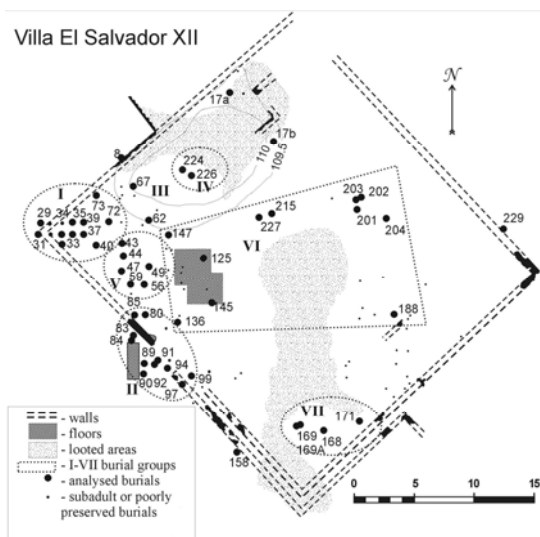 Villa El Salvador XII
N
17a
17b
8
110
109.5
224
226
IV
III
67
I
73
29 34 35 39 72
62
31 33 37 40
147
43
44
47 49
V
59 56
227 215
VI
203 202
201
204
229
125
145
136
188
85 80
83
84
89 91
94
90 92
99
97
II
158
VII
171
169
168
169A
- walls
- floors
- looted areas
- I-VII burial groups
- analysed burials
- subadult or poorly
preserved burials
0 5 10 15